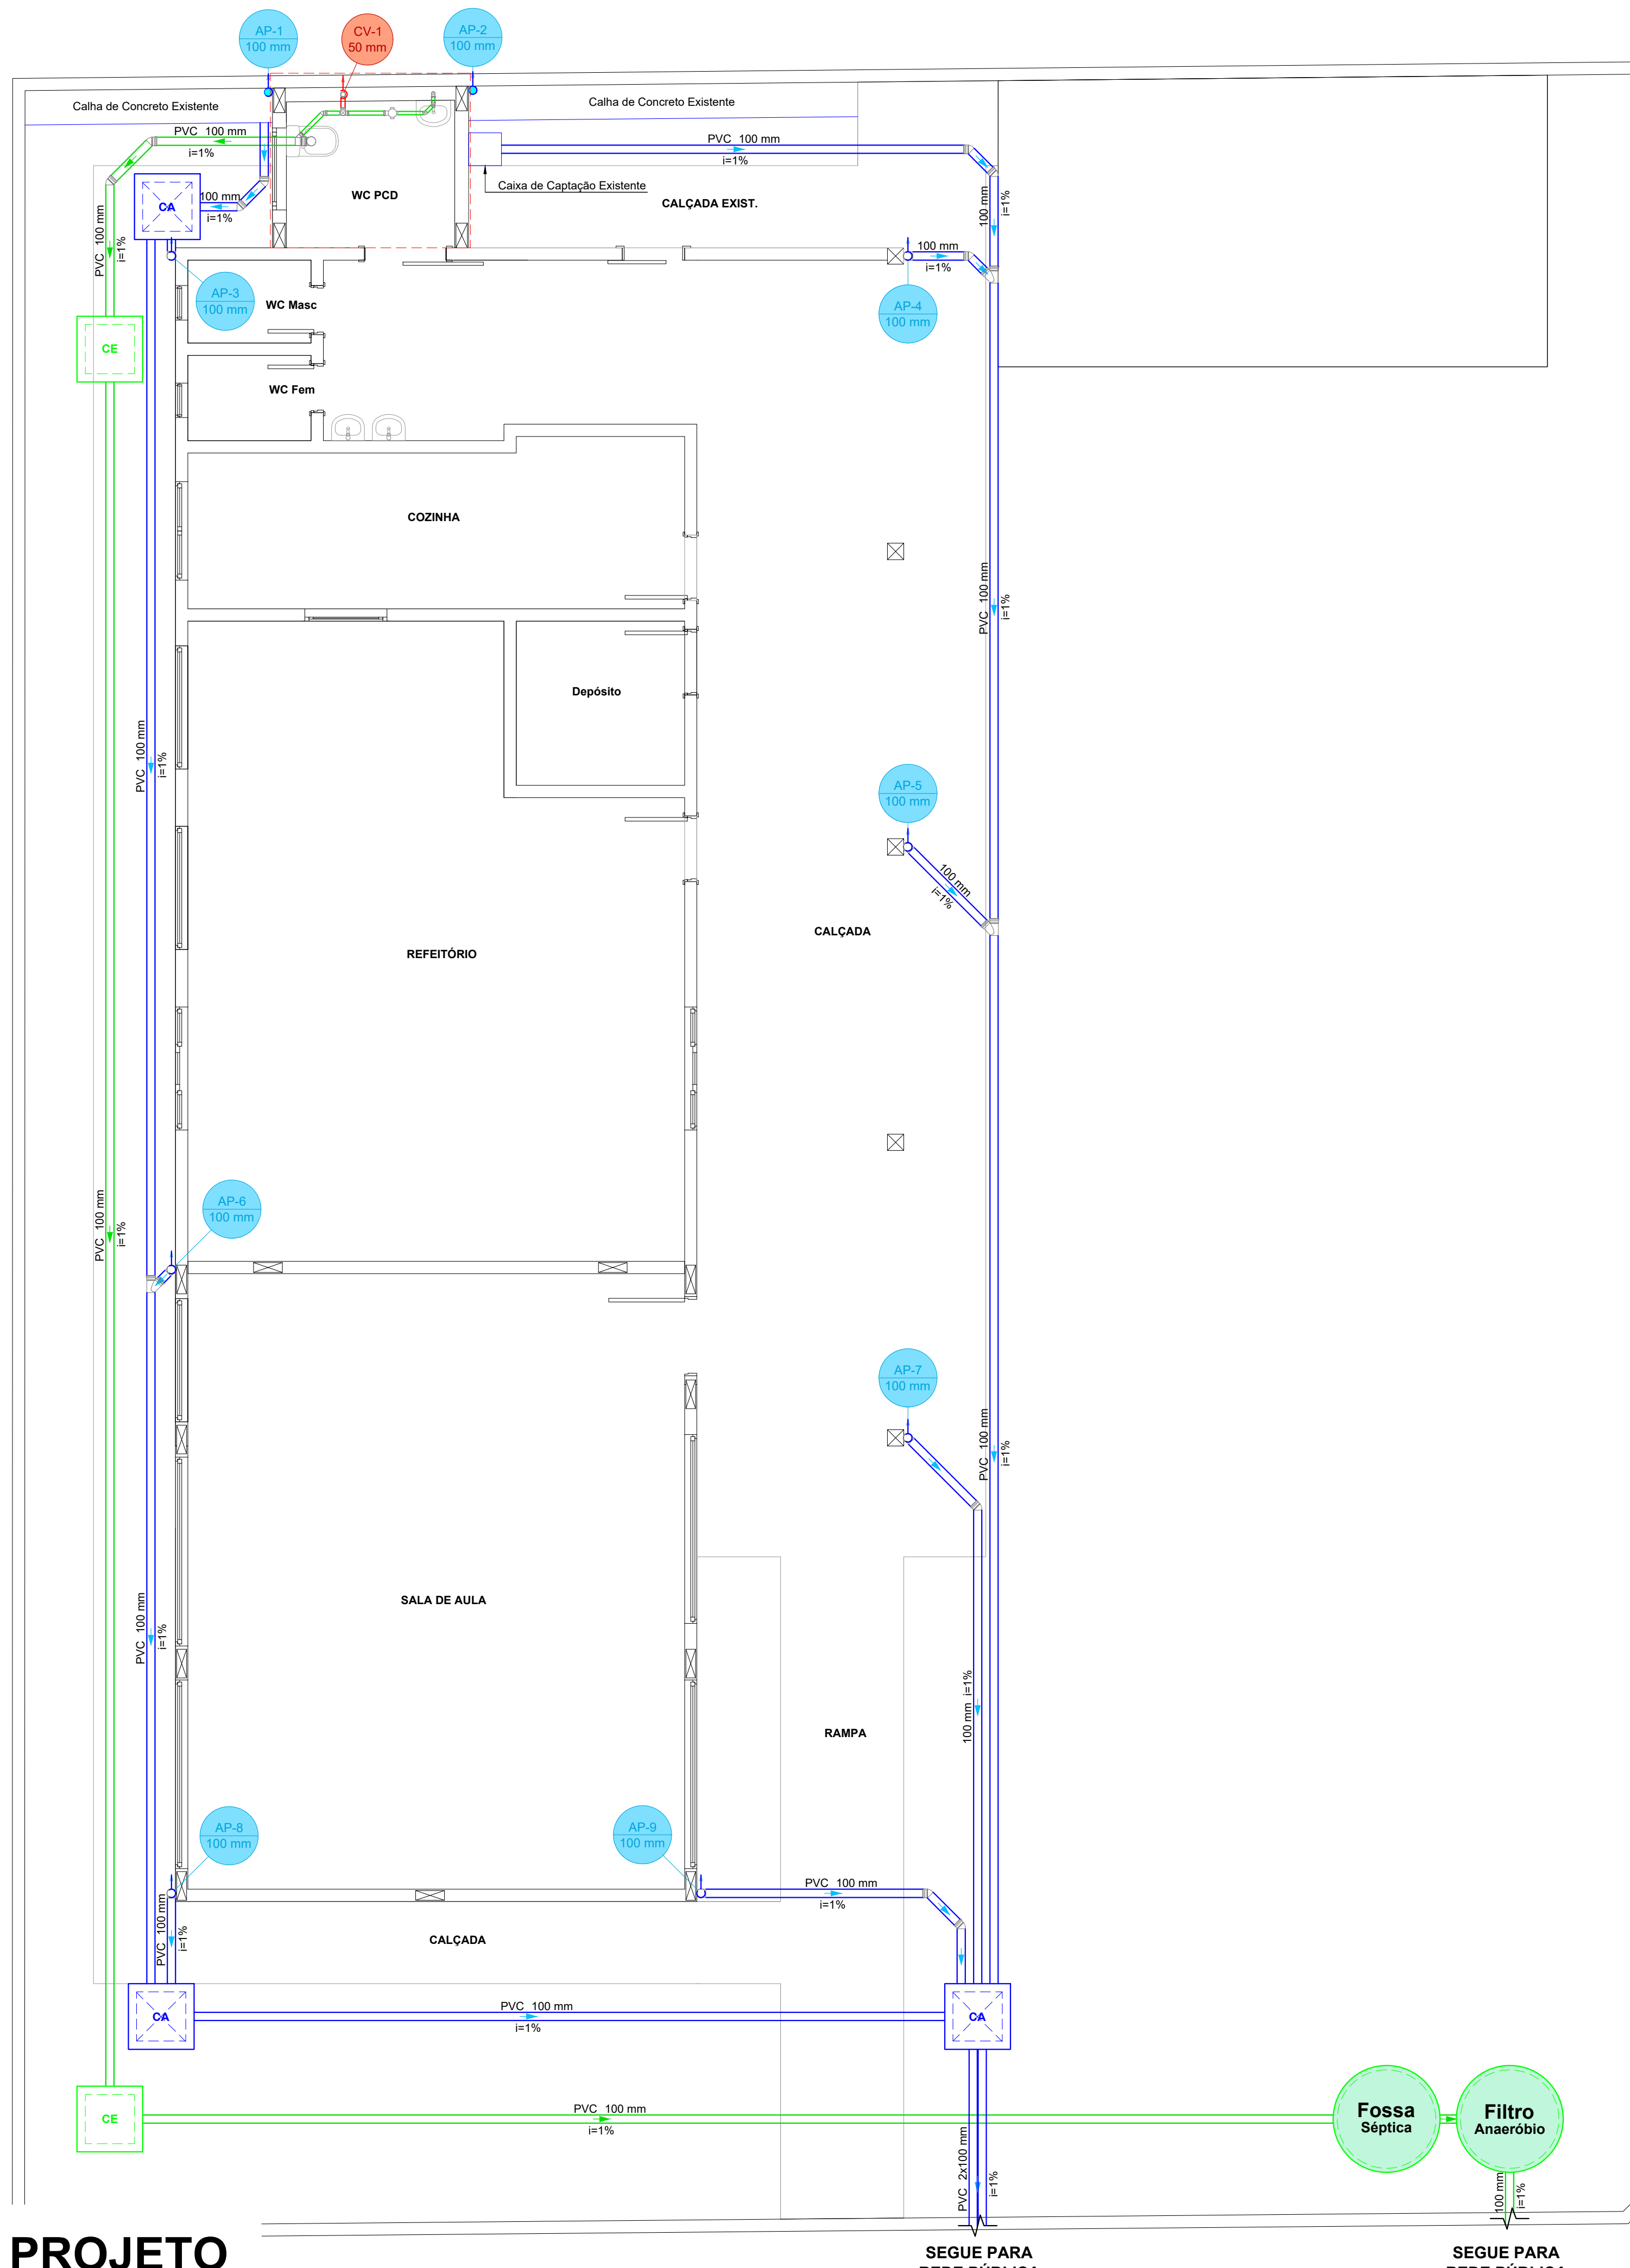 AP-1
100 mm
CV-1
50 mm
AP-2
100 mm
Calha de Concreto Existente
Calha de Concreto Existente
PVC 100 mm
i=1%
PVC 100 mm
i=1%
Caixa de Captação Existente
WC PCD
CALÇADA EXIST.
CA
100 mm
i=1%
100 mm
i=1%
PVC 100 mm
i=1%
100 mm
i=1%
AP-3
100 mm
WC Masc
AP-4
100 mm
CE
WC Fem
COZINHA
PVC 100 mm
i=1%
Depósito
PVC 100 mm
i=1%
AP-5
100 mm
100 mm
i=1%
CALÇADA
REFEITÓRIO
PVC 100 mm
i=1%
AP-6
100 mm
AP-7
100 mm
PVC 100 mm
i=1%
SALA DE AULA
PVC 100 mm
i=1%
100 mm i=1%
RAMPA
AP-8
100 mm
AP-9
100 mm
PVC 100 mm
i=1%
PVC 100 mm
i=1%
CALÇADA
CA
PVC 100 mm
i=1%
CA
CE
PVC 100 mm
i=1%
Fossa
Séptica
Filtro
Anaeróbio
PVC 2x100 mm
i=1%
100 mm
i=1%
PROJETO
SEGUE PARA
REDE PÚBLICA
SEGUE PARA
REDE PÚBLICA